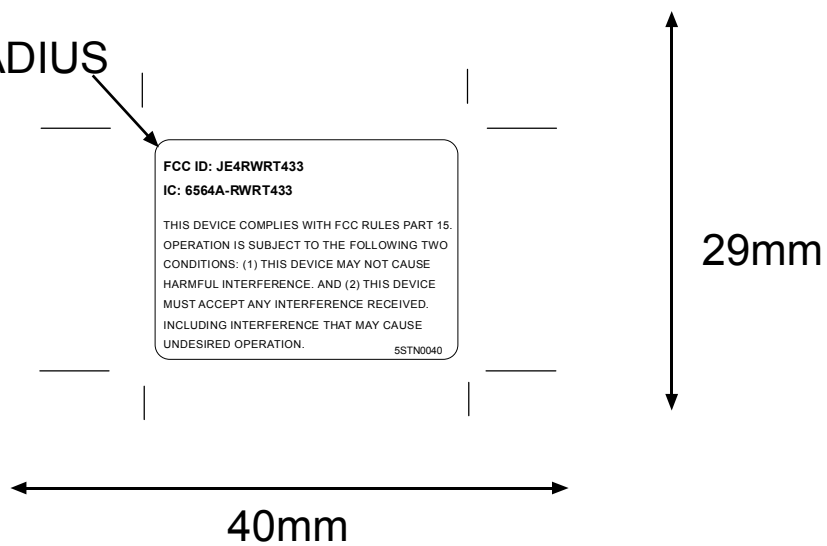 ADIUS
FCC ID: JE4RWRT433
IC: 6564A-RWRT433
THIS DEVICE COMPLIES WITH FCC RULES PART 15.
OPERATION IS SUBJECT TO THE FOLLOWING TWO
CONDITIONS: (1) THIS DEVICE MAY NOT CAUSE
HARMFUL INTERFERENCE. AND (2) THIS DEVICE
MUST ACCEPT ANY INTERFERENCE RECEIVED.
INCLUDING INTERFERENCE THAT MAY CAUSE
UNDESIRED OPERATION. 5STN0040
29mm
40mm